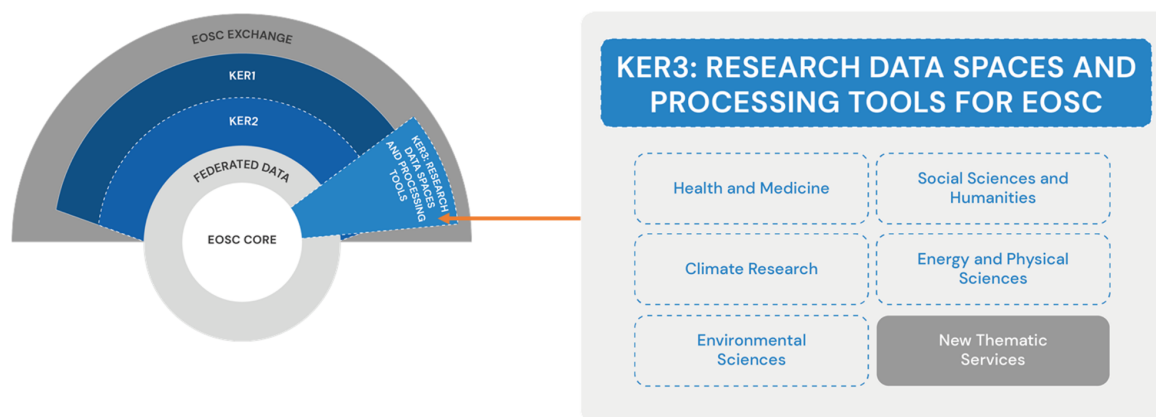 EOSC EXCHANGE
KER1
KER2
FEDERATED DATA
EOSC CORE
KER3: RESEARCH
DATA SPACES
AND PROCESSING
TOOLS
KER3: RESEARCH DATA SPACES AND
PROCESSING TOOLS FOR EOSC
Health and Medicine
Social Sciences and
Humanities
Climate Research
Energy and Physical
Sciences
Environmental
Sciences
New Thematic
Services